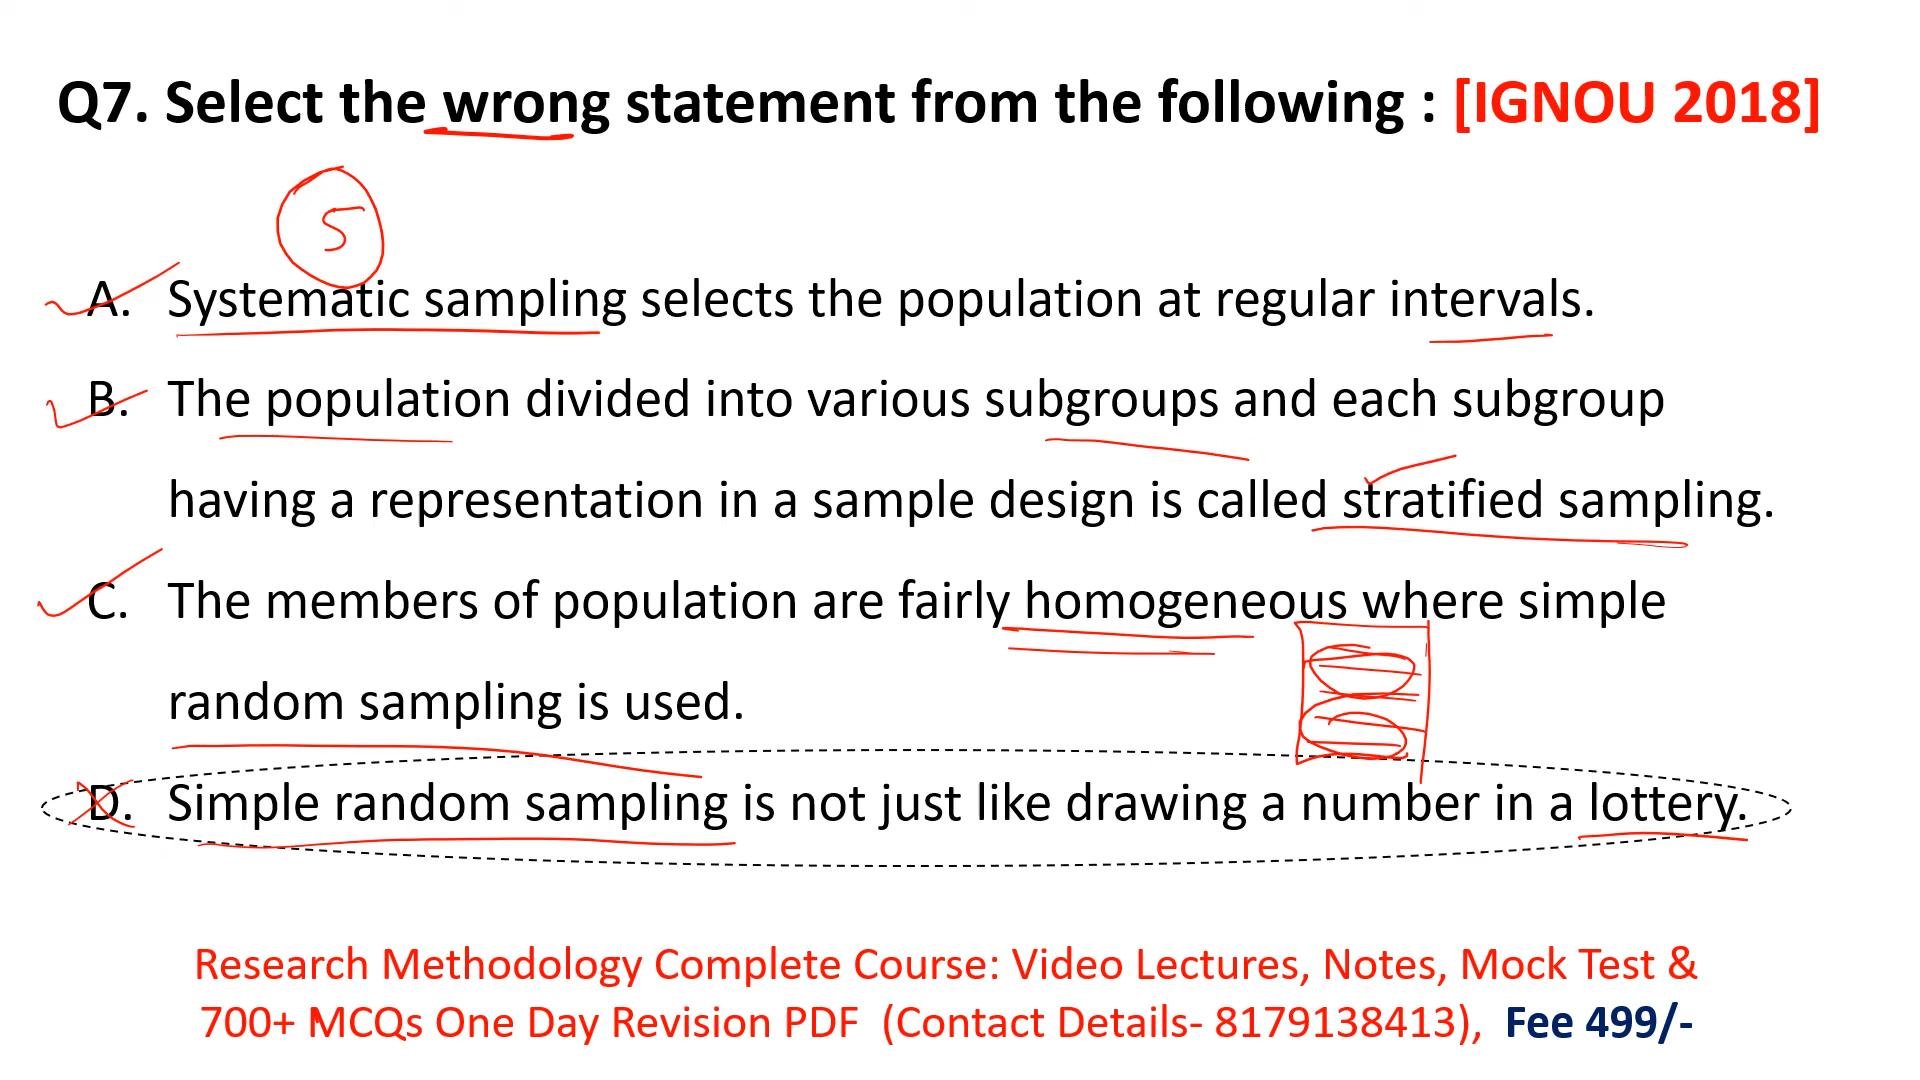 Q7. Select the wrong statement from the following : [IGNOU 2018]
5
A. Systematic sampling selects the population at regular intervals.
B. The population divided into various subgroups and each subgroup
having a representation in a sample design is called stratified sampling.
C. The members of population are fairly homogeneous where simple
random sampling is used.
D. Simple random sampling is not just like drawing a number in a lottery.
Research Methodology Complete Course: Video Lectures, Notes, Mock Test &
700+ MCQs One Day Revision PDF (Contact Details- 8179138413), Fee 499/-